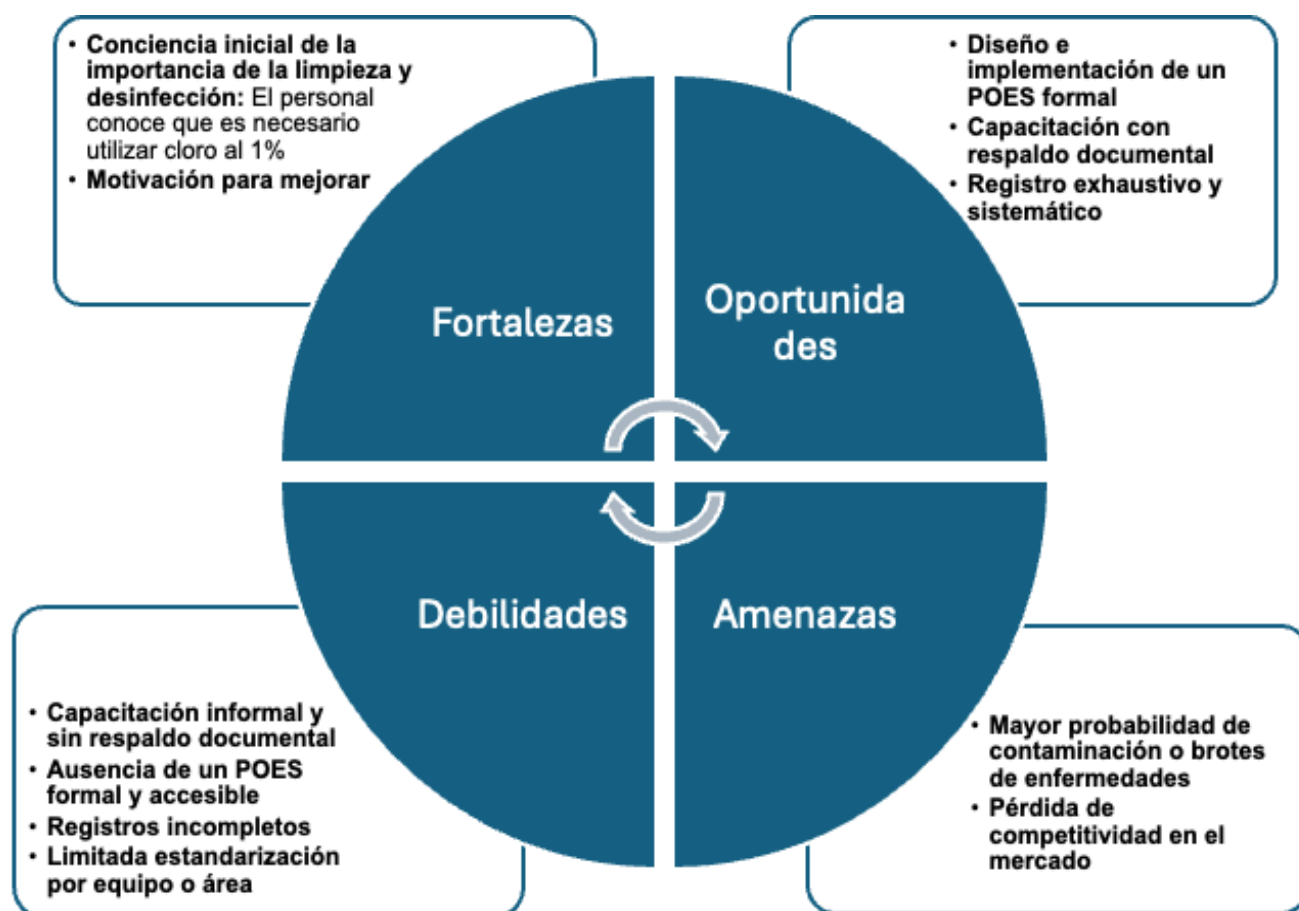 • Conciencia inicial de la
importancia de la limpieza y
desinfección: El personal
conoce que es necesario
utilizar cloro al 1%
• Motivación para mejorar
• Diseño e
implementación de un
POES formal
• Capacitación con
respaldo documental
• Registro exhaustivo y
sistemático
Fortalezas
Oportunida
des
Debilidades
Amenazas
• Capacitación informal y
sin respaldo documental
• Ausencia de un POES
formal y accesible
• Registros incompletos
• Limitada estandarización
por equipo o área
• Mayor probabilidad de
contaminación o brotes
de enfermedades
• Pérdida de
competitividad en el
mercado